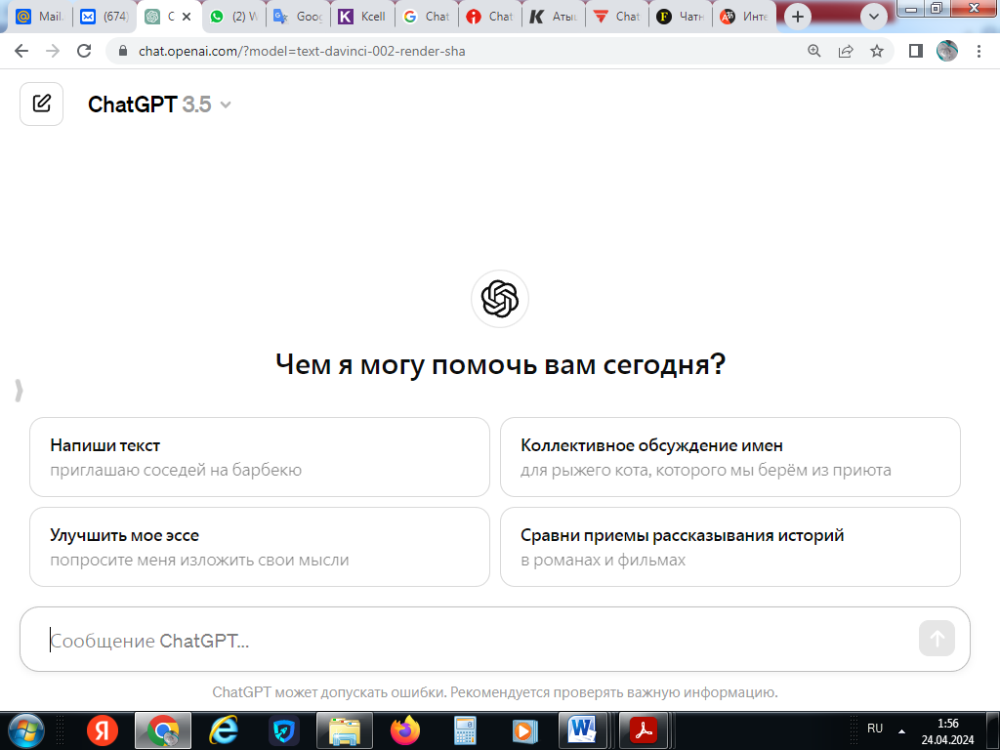 Mail.
(674)
C
(2) W
Goog
Kcell
Chat
Chat
Аты
Chat
Чатн
Инте
chat.openai.com/?model=text-davinci-002-render-sha
ChatGPT 3.5
Чем я могу помочь вам сегодня?
Напиши текст
приглашаю соседей на барбекю
Коллективное обсуждение имен
для рыжего кота, которого мы берём из приюта
Улучшить мое эссе
попросите меня изложить свои мысли
Сравни приемы рассказывания историй
в романах и фильмах
Сообщение ChatGPT...
ChatGPT может допускать ошибки. Рекомендуется проверять важную информацию.
RU
1:56
24.04.2024